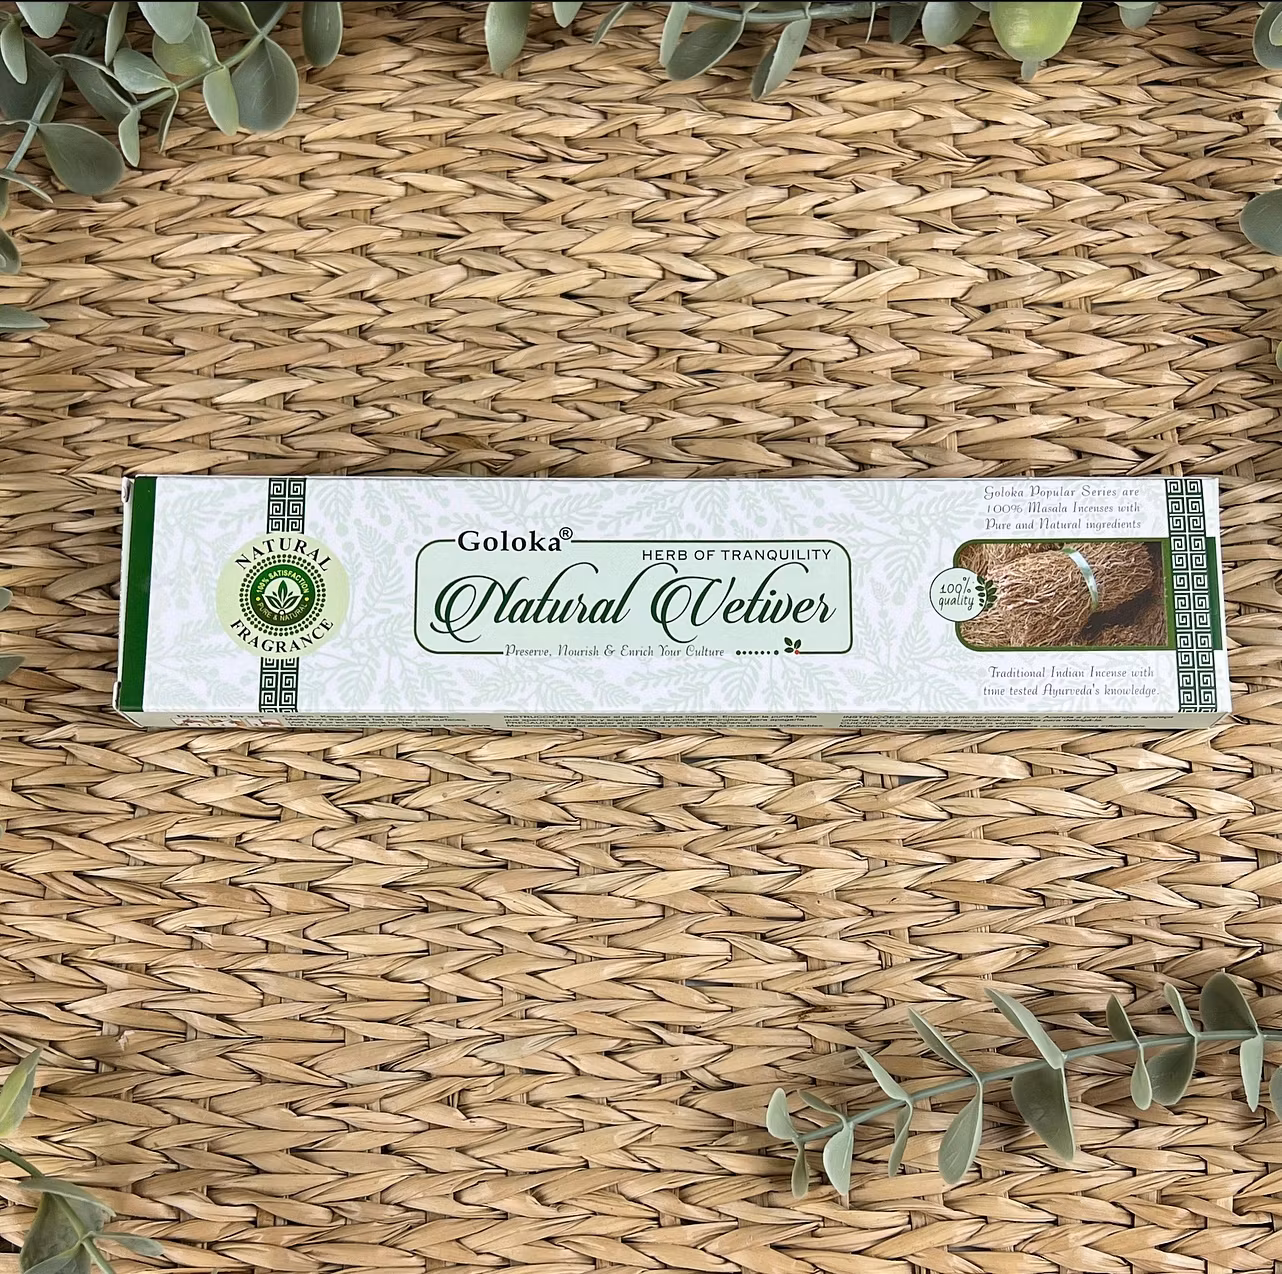 NATURAL
100% SATISFACTION
PURE & NATURAL
FRAGRANCE
Goloka®
HERB OF TRANQUILITY
Natural Vetiver
Preserve, Nourish & Enrich Your Culture
Goloka Popular Series are
100% Masala Incenses with
Pure and Natural ingredients
100%
quality
Traditional Indian Incense with
time tested Ayurveda's knowledge.